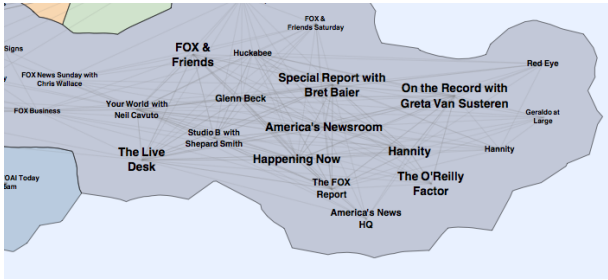 FOX &
Friends Saturday
FOX &
Friends
Huckabee
Signs
Red Eye
FOX News Sunday with
Chris Wallace
Special Report with
Bret Baier
On the Record with
Greta Van Susteren
Glenn Beck
Your World with
Neil Cavuto
FOX Business
Geraldo at
Large
America's Newsroom
Studio B with
Shepard Smith
The Live
Desk
Happening Now
Hannity
Hannity
The FOX
Report
The O'Reilly
Factor
OAI Today
5am
America's News
HQ